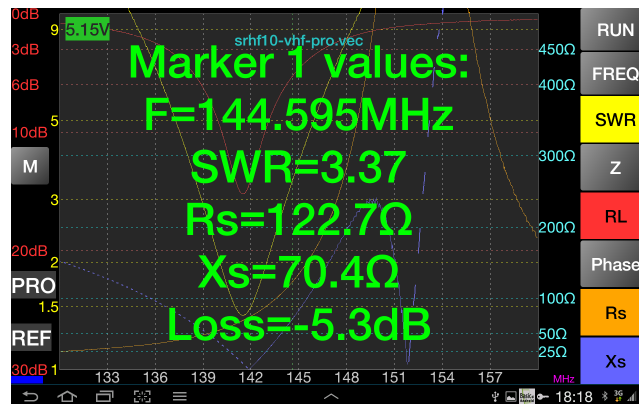 0dB
9
5.15V
srhf10-vhf-pro.vec
RUN
Marker 1 values:
3dB
450Ω
6dB
400Ω
FREQ
F=144.595MHz
10dB
5
SWR
M
SWR=3.37
300Ω
Z
3
Rs=122.7Ω
200Ω
RL
20dB
2
Xs=70.4Ω
Phase
PRO
1.5
100Ω
Rs
REF
Loss=-5.3dB
50Ω
25Ω
Xs
30dB
1
133 136 139 142 145 148 151 154 157 MHz
18:18